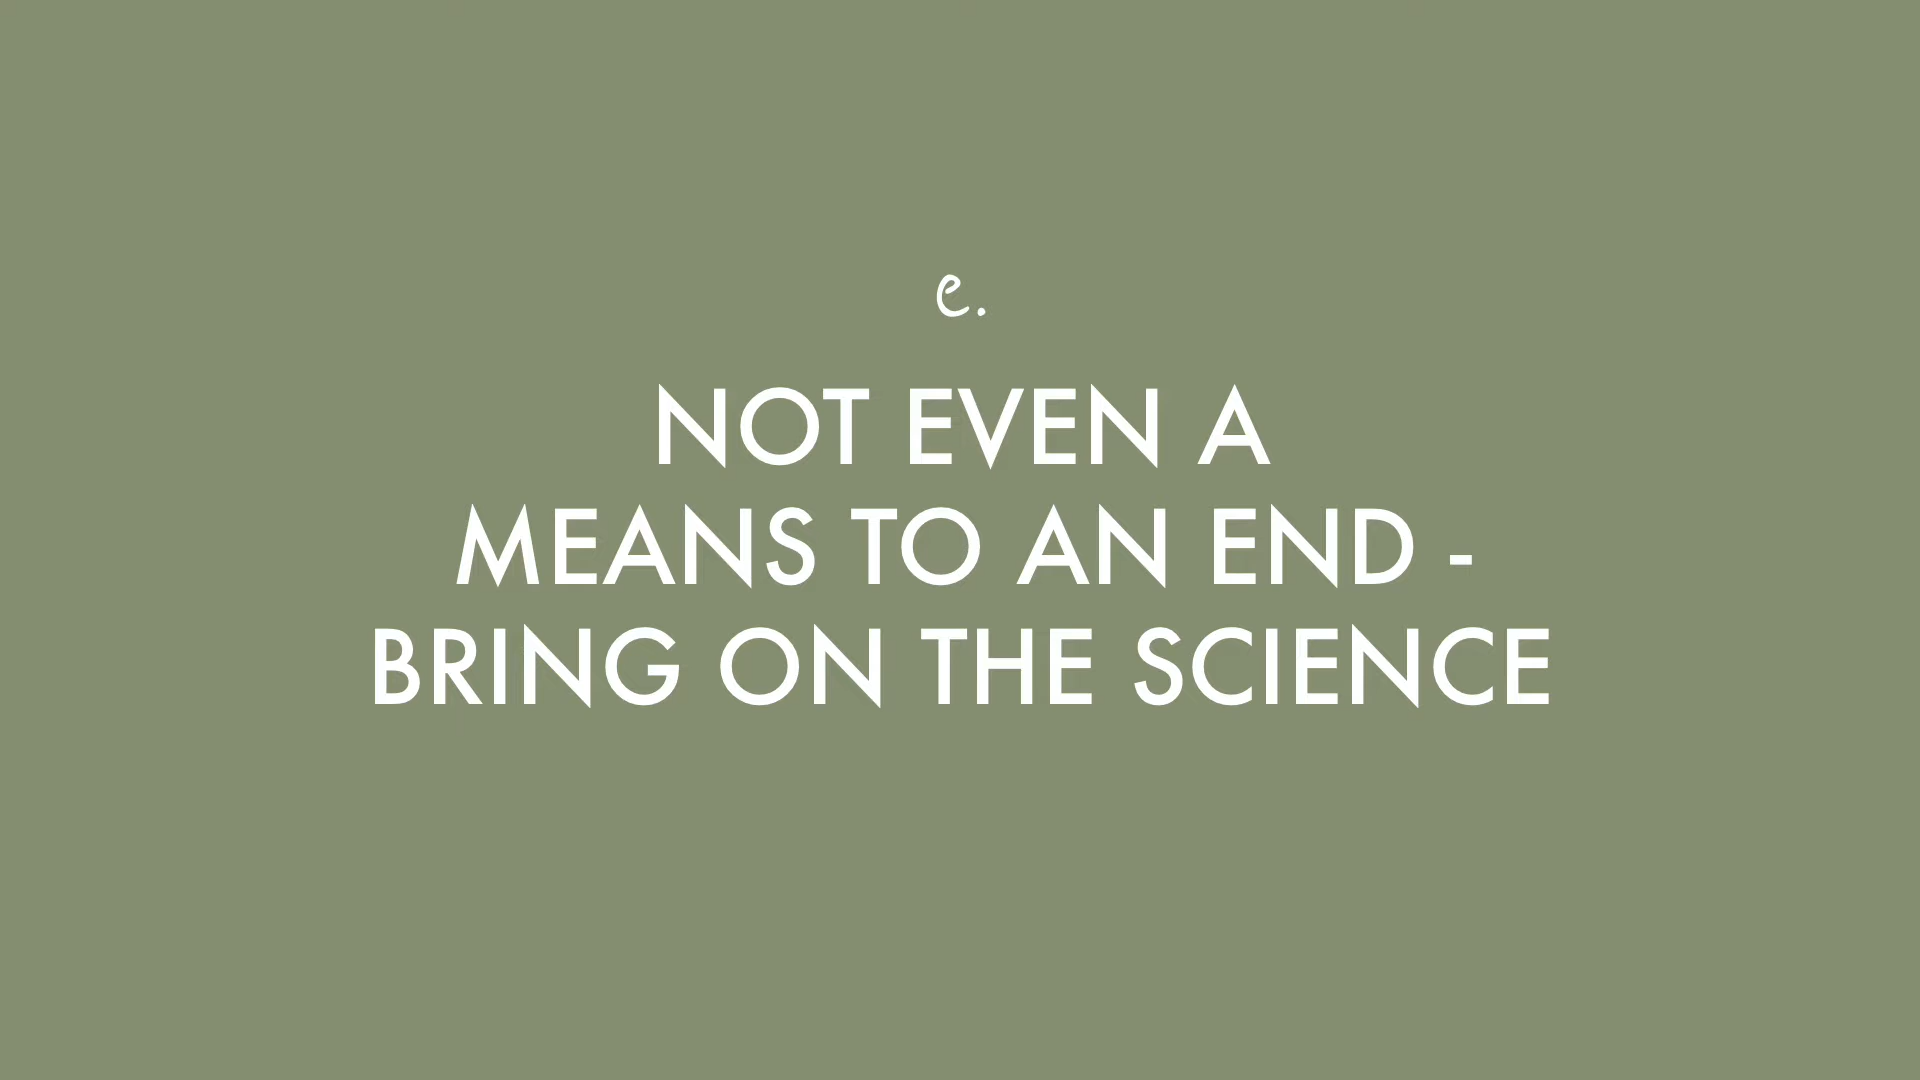 e.
NOT EVEN A
MEANS TO AN END -
BRING ON THE SCIENCE